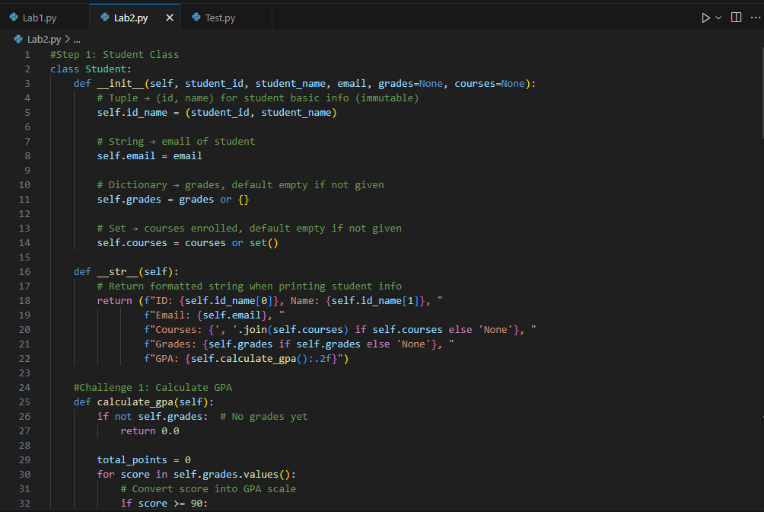 Lab1.py Lab2.py Test.py
Lab2.py > ...
1 #Step 1: Student Class
2 class Student:
3 def __init__(self, student_id, student_name, email, grades=None, courses=None):
4 # Tuple → (id, name) for student basic info (immutable)
5 self.id_name = (student_id, student_name)
6
7 # String → email of student
8 self.email = email
9
10 # Dictionary → grades, default empty if not given
11 self.grades = grades or {}
12
13 # Set → courses enrolled, default empty if not given
14 self.courses = courses or set()
15
16 def __str__(self):
17 # Return formatted string when printing student info
18 return (f"ID: {self.id_name[0]}, Name: {self.id_name[1]}, "
19 f"Email: {self.email}, "
20 f"Courses: {', '.join(self.courses) if self.courses else 'None'}, "
21 f"Grades: {self.grades if self.grades else 'None'}, "
22 f"GPA: {self.calculate_gpa():.2f}")
23
24 #Challenge 1: Calculate GPA
25 def calculate_gpa(self):
26 if not self.grades: # No grades yet
27 return 0.0
28
29 total_points = 0
30 for score in self.grades.values():
31 # Convert score into GPA scale
32 if score >= 90: